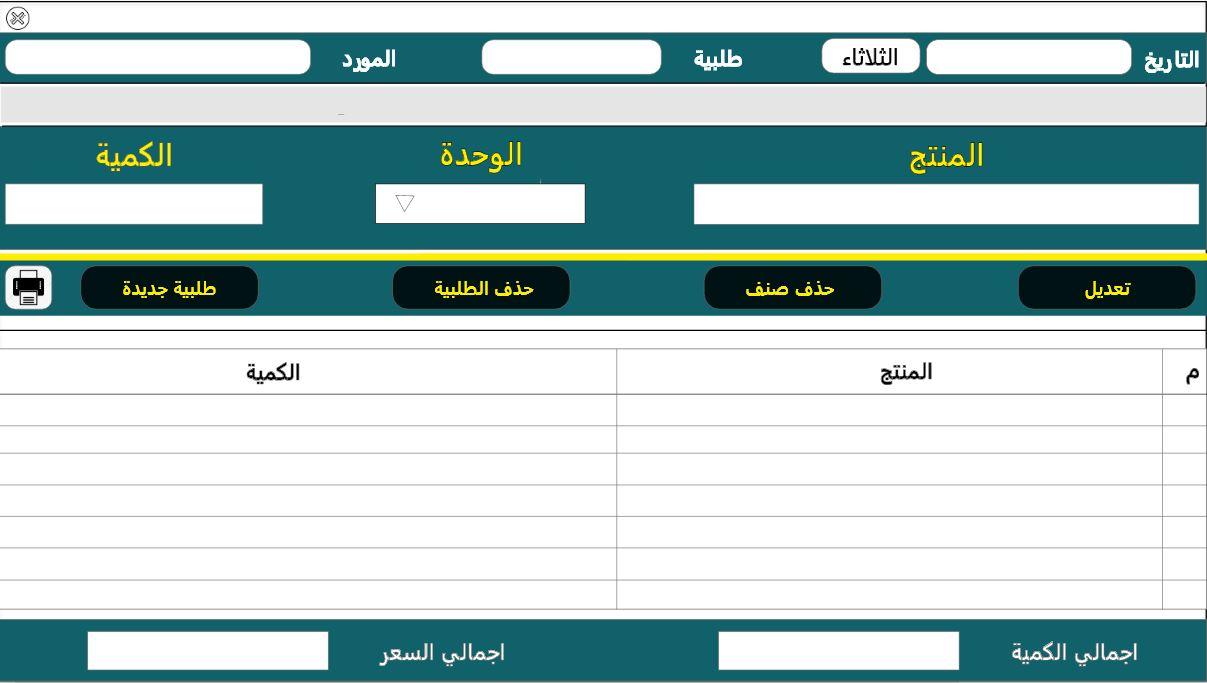 التاريخ الثلاثاء طلبية المورد
المنتج الوحدة الكمية
تعديل حذف صنف حذف الطلبية طلبية جديدة
م المنتج الكمية
اجمالي الكمية اجمالي السعر